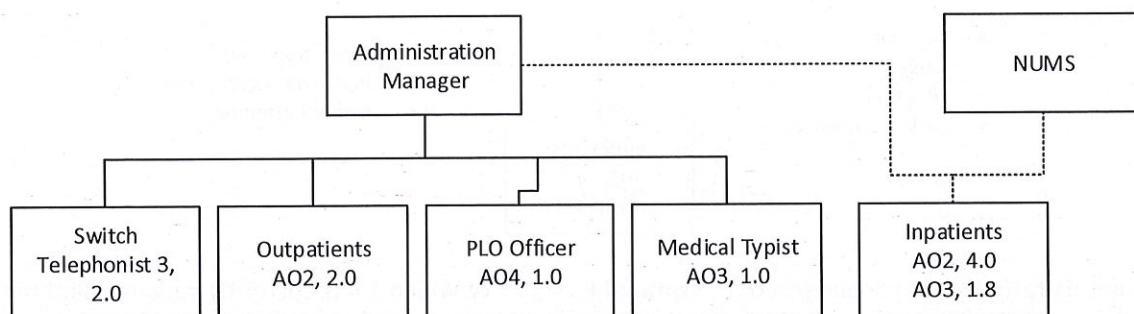 Administration
Manager
NUMS
Switch
Telephonist 3,
2.0
Outpatients
AO2, 2.0
PLO Officer
AO4, 1.0
Medical Typist
AO3, 1.0
Inpatients
AO2, 4.0
AO3, 1.8